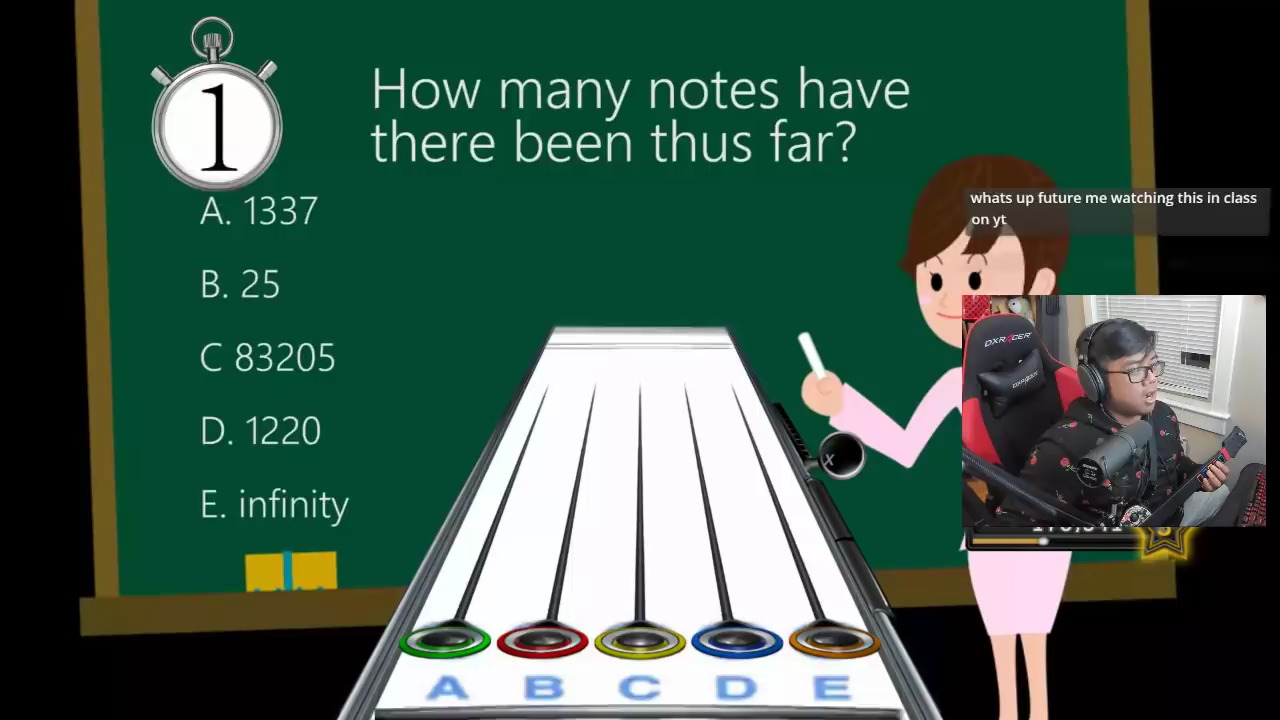 1
How many notes have
there been thus far?
A. 1337
B. 25
C 83205
D. 1220
E. infinity
whats up future me watching this in class
on yt
DXRACER
x
A B C D E